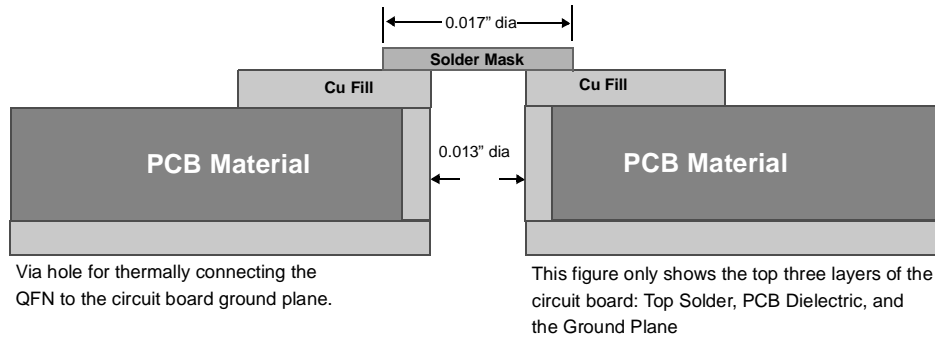 0.017” dia
Solder Mask
Cu Fill
Cu Fill
PCB Material
0.013” dia
PCB Material
Via hole for thermally connecting the
QFN to the circuit board ground plane.
This figure only shows the top three layers of the
circuit board: Top Solder, PCB Dielectric, and
the Ground Plane